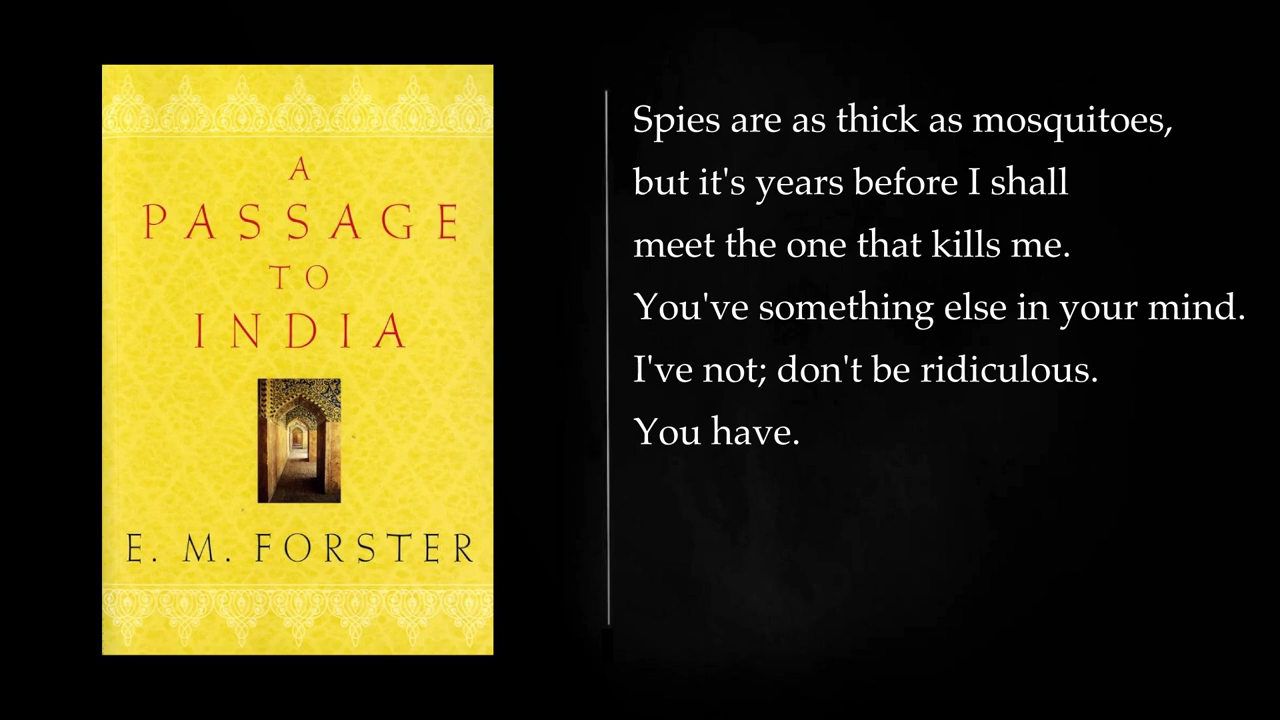 A
PASSAGE
TO
INDIA
E. M. FORSTER
Spies are as thick as mosquitoes,
but it's years before I shall
meet the one that kills me.
You've something else in your mind.
I've not; don't be ridiculous.
You have.